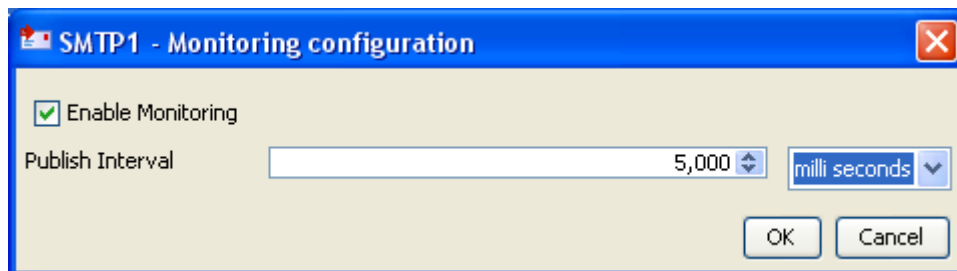 SMTP1 - Monitoring configuration
Enable Monitoring
Publish Interval 5,000 milli seconds
OK Cancel